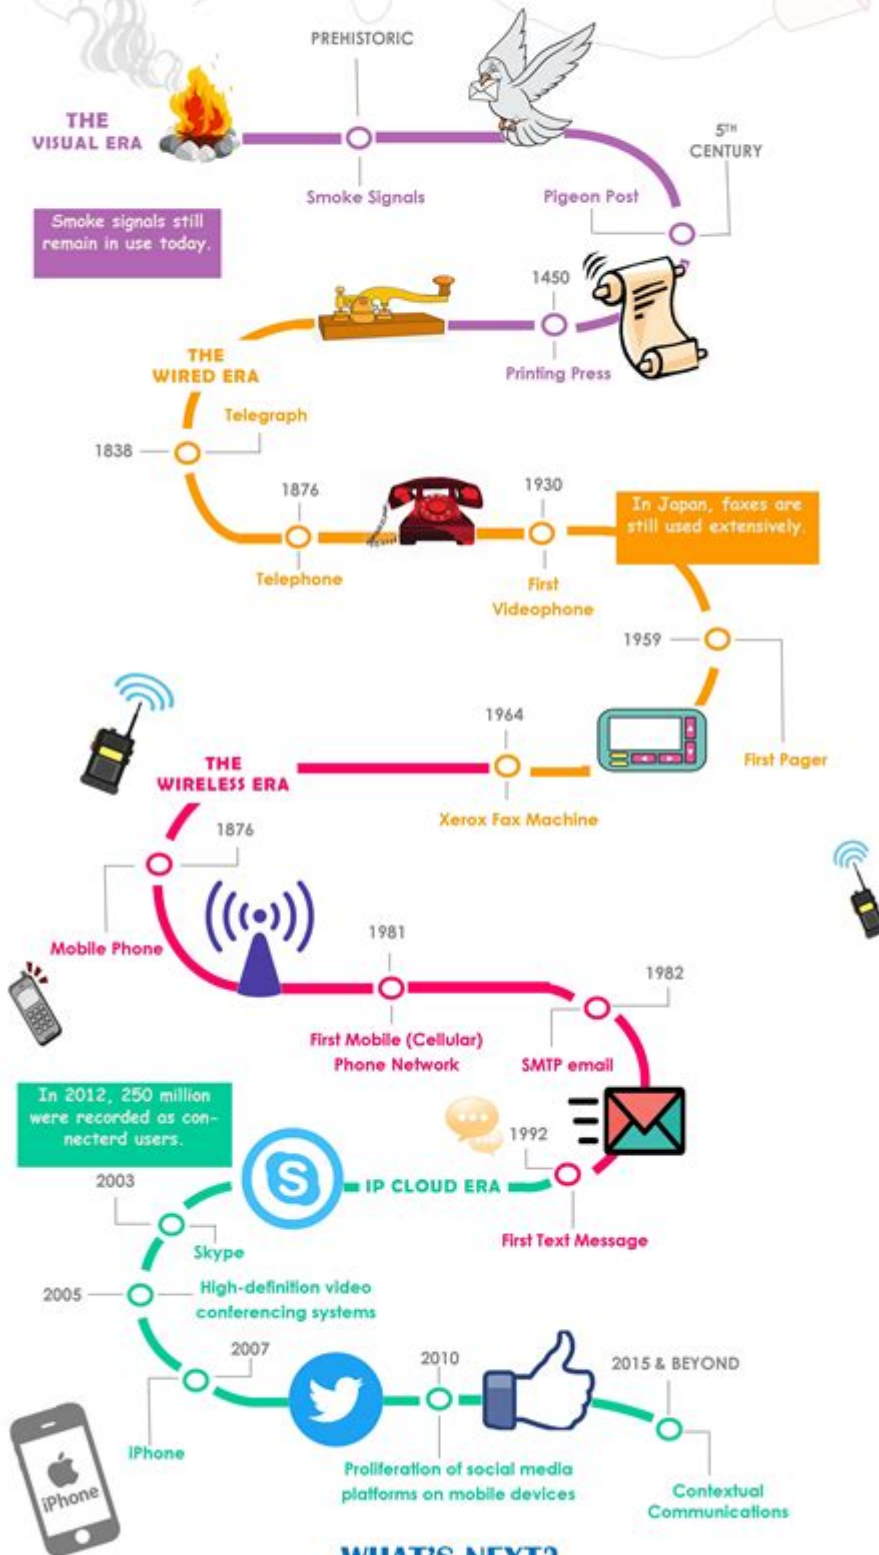 PREHISTORIC
THE
VISUAL ERA
5TH
CENTURY
Smoke Signals
Pigeon Post
Smoke signals still
remain in use today.
1450
Printing Press
THE
WIRED ERA
Telegraph
1838
1876
Telephone
1930
First
Videophone
In Japan, faxes are
still used extensively.
1959
First Pager
1964
Xerox Fax Machine
THE
WIRELESS ERA
1876
Mobile Phone
1981
First Mobile (Cellular)
Phone Network
1982
SMTP email
In 2012, 250 million
were recorded as con-
necterd users.
1992
First Text Message
IP CLOUD ERA
S
2003
Skype
2005
High-definition video
conferencing systems
2007
iPhone
iPhone
2010
Proliferation of social media
platforms on mobile devices
2015 & BEYOND
Contextual
Communications
WHAT'S NEXT?